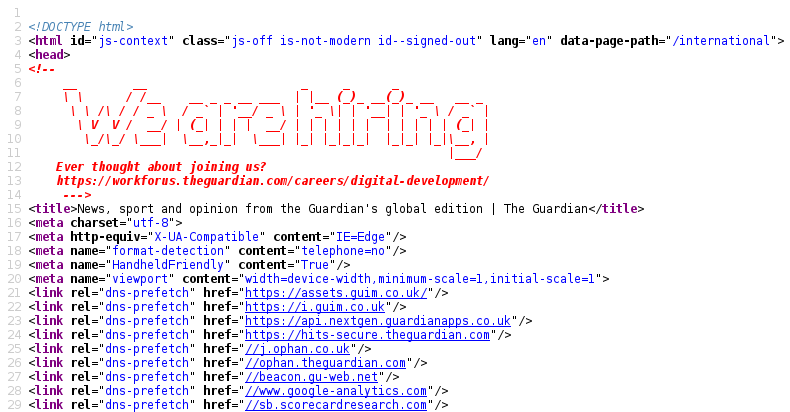 1
2 <!DOCTYPE html>
3 <html id="js-context" class="js-off is-not-modern id--signed-out" lang="en" data-page-path="/international">
4 <head>
5 <!--
6      __        __                      _     _      _
7      \ \      / /__    __ _ _ __ ___  | |__ (_)_ __(_)_ __   __ _
8       \ \ /\ / / _ \  / _` | '__/ _ \ | '_ \| | '__| | '_ \ / _` |
9        \ V  V /  __/ | (_| | | |  __/ | | | | | |  | | | | | (_| |
10        \_/\_/ \___|  \__,_|_|  \___| |_| |_|_|_|  |_|_| |_|\__, |
11                                                            |___/
12    Ever thought about joining us?
13    https://workforus.theguardian.com/careers/digital-development/
14     --->
15 <title>News, sport and opinion from the Guardian's global edition | The Guardian</title>
16 <meta charset="utf-8">
17 <meta http-equiv="X-UA-Compatible" content="IE=Edge"/>
18 <meta name="format-detection" content="telephone=no"/>
19 <meta name="HandheldFriendly" content="True"/>
20 <meta name="viewport" content="width=device-width,minimum-scale=1,initial-scale=1">
21 <link rel="dns-prefetch" href="https://assets.guim.co.uk/"/>
22 <link rel="dns-prefetch" href="https://i.guim.co.uk"/>
23 <link rel="dns-prefetch" href="https://api.nextgen.guardianapps.co.uk"/>
24 <link rel="dns-prefetch" href="https://hits-secure.theguardian.com"/>
25 <link rel="dns-prefetch" href="//j.ophan.co.uk"/>
26 <link rel="dns-prefetch" href="//ophan.theguardian.com"/>
27 <link rel="dns-prefetch" href="//beacon.gu-web.net"/>
28 <link rel="dns-prefetch" href="//www.google-analytics.com"/>
29 <link rel="dns-prefetch" href="//sb.scorecardresearch.com"/>